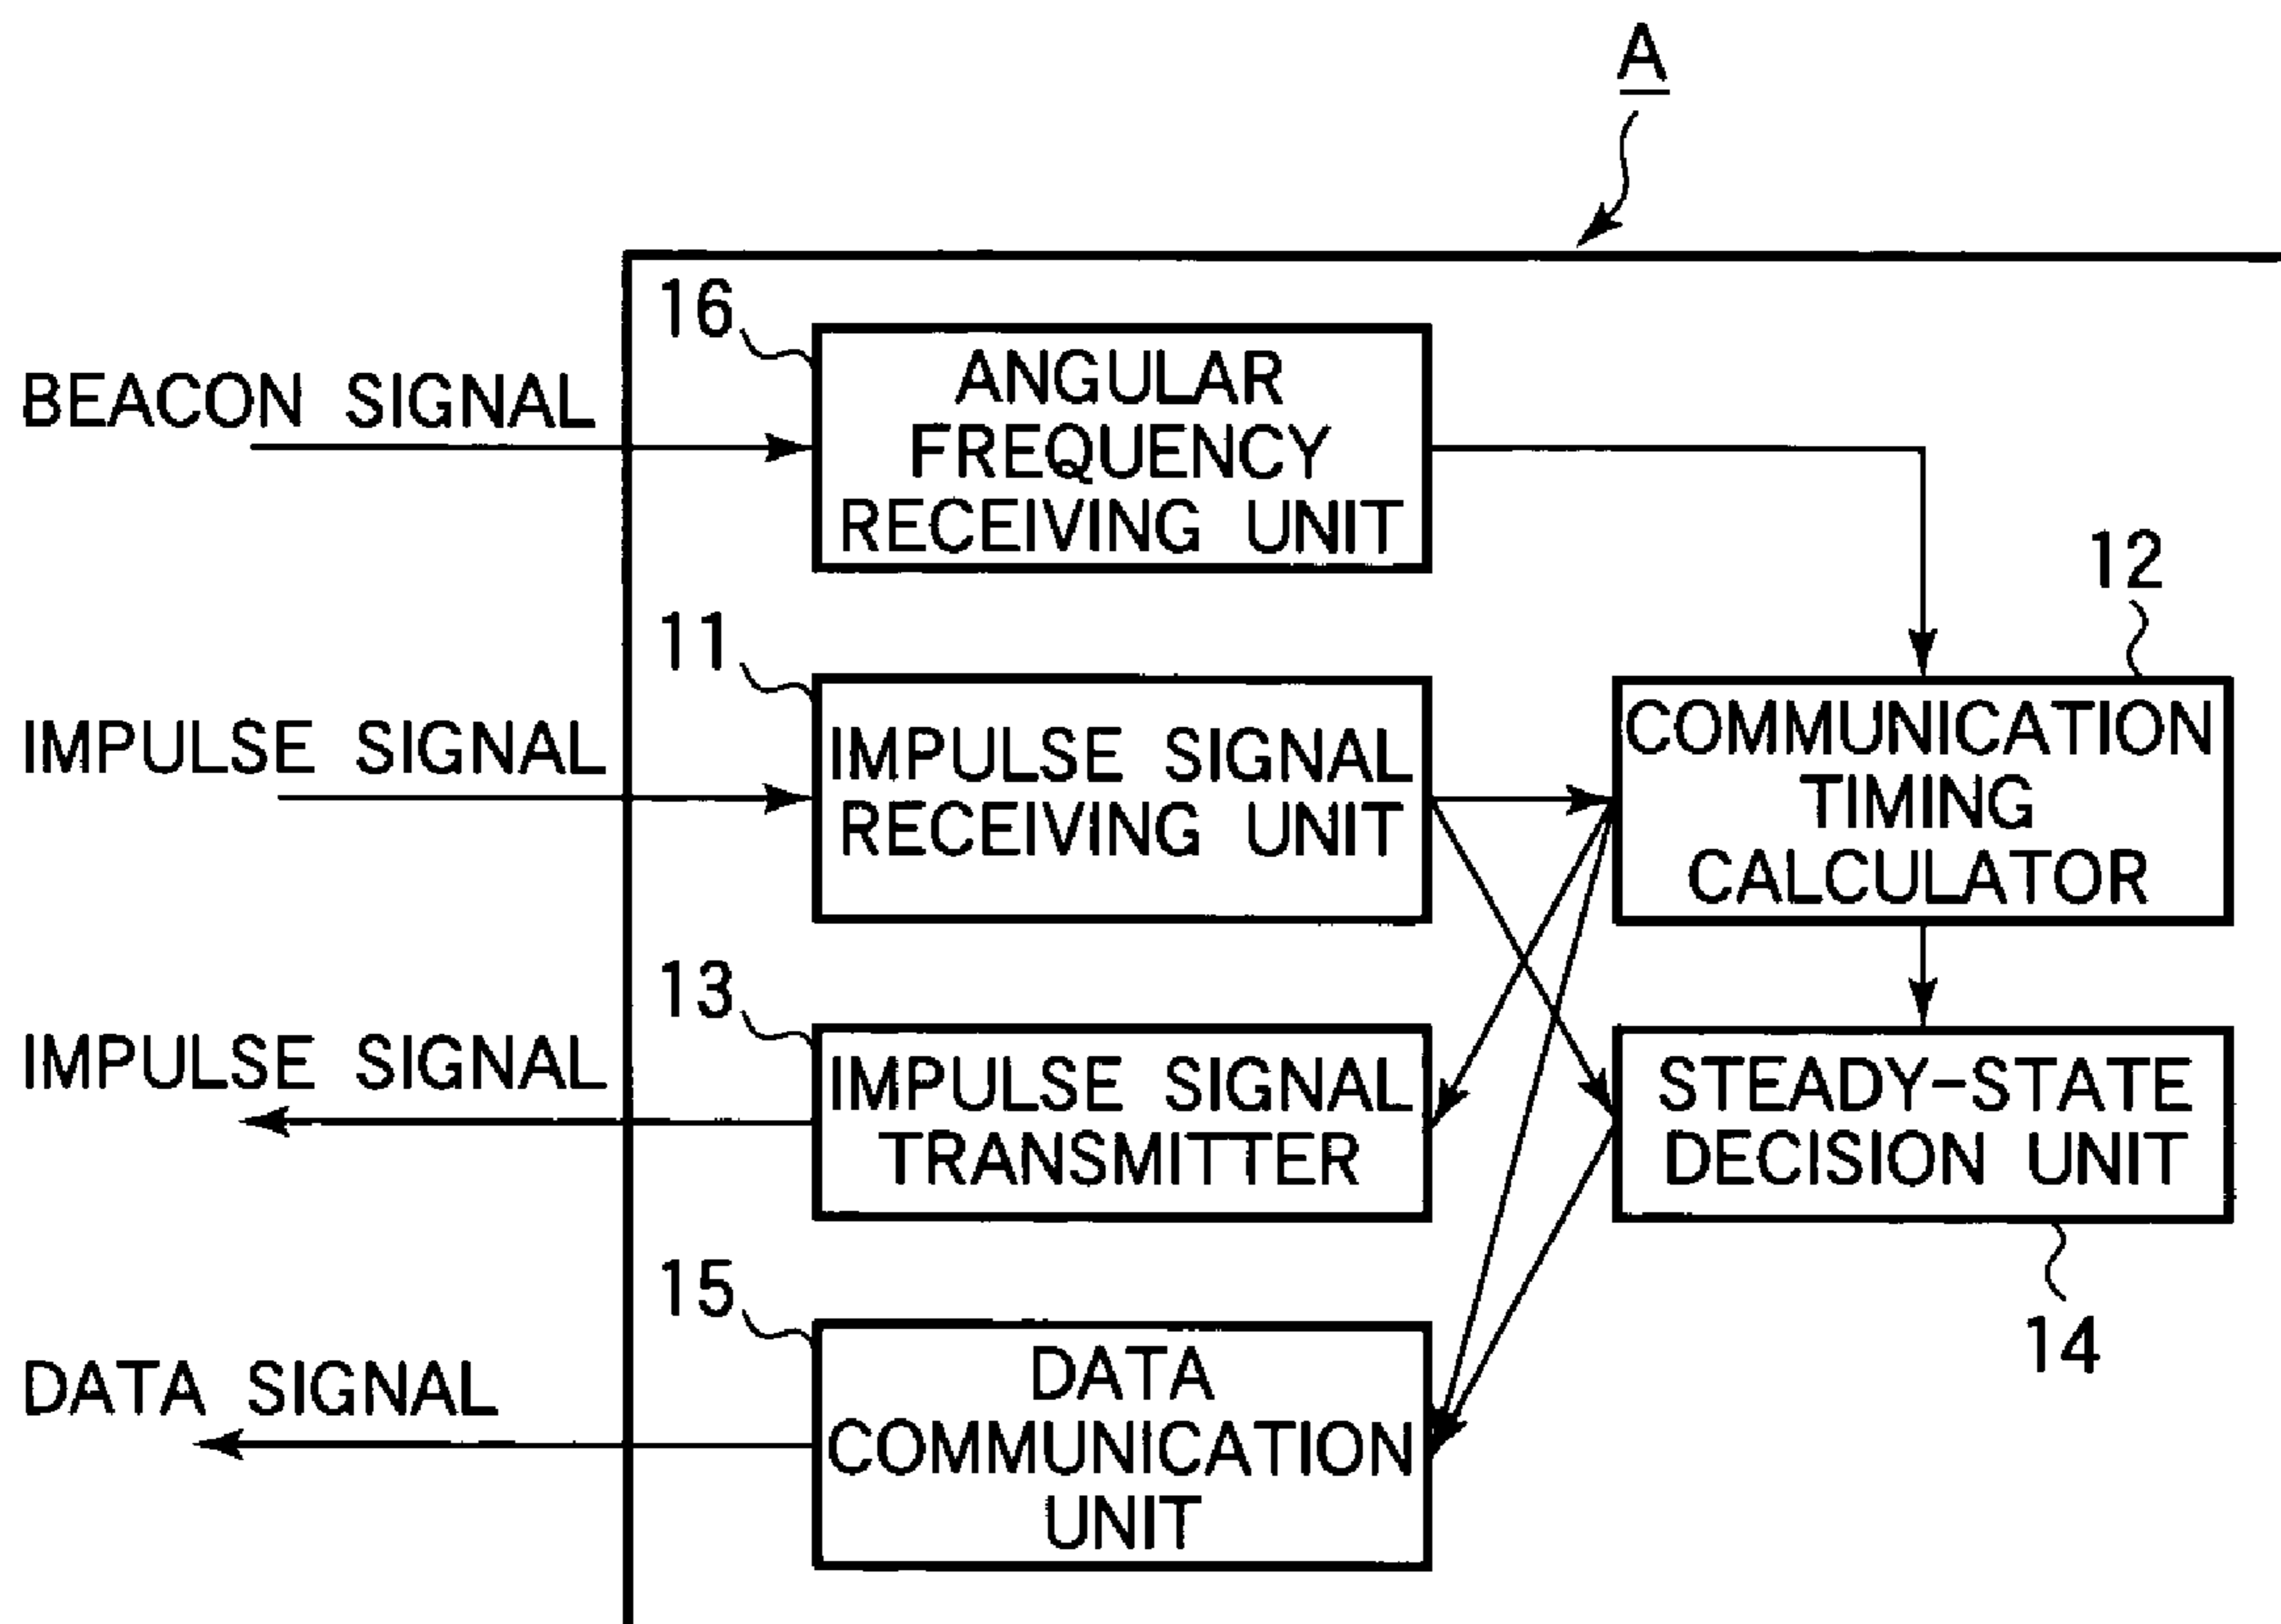 A
16
BEACON SIGNAL
ANGULAR
FREQUENCY
RECEIVING UNIT
12
11
IMPULSE SIGNAL
IMPULSE SIGNAL
RECEIVING UNIT
COMMUNICATION
TIMING
CALCULATOR
13
IMPULSE SIGNAL
IMPULSE SIGNAL
TRANSMITTER
STEADY-STATE
DECISION UNIT
14
15
DATA SIGNAL
DATA
COMMUNICATION
UNIT